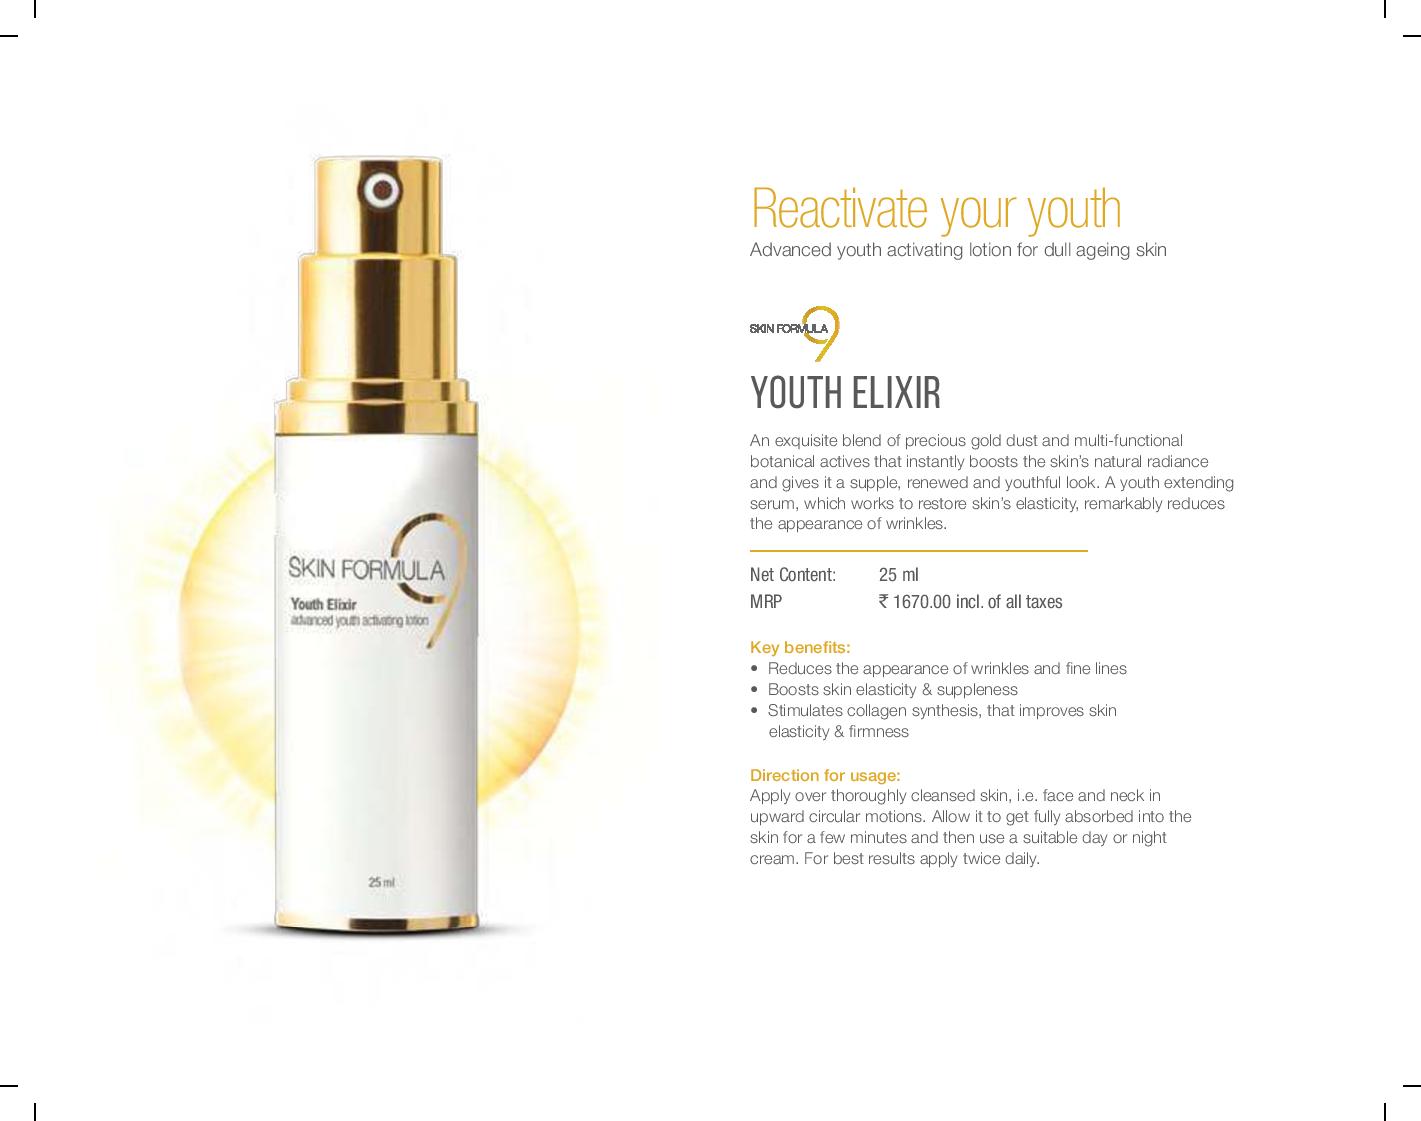 Reactivate your youth
Advanced youth activating lotion for dull ageing skin
SKIN FORMULA 9
YOUTH ELIXIR
An exquisite blend of precious gold dust and multi-functional
botanical actives that instantly boosts the skin's natural radiance
and gives it a supple, renewed and youthful look. A youth extending
serum, which works to restore skin's elasticity, remarkably reduces
the appearance of wrinkles.
Net Content: 25 ml
MRP ₹ 1670.00 incl. of all taxes
Key benefits:
• Reduces the appearance of wrinkles and fine lines
• Boosts skin elasticity & suppleness
• Stimulates collagen synthesis, that improves skin
elasticity & firmness
Direction for usage:
Apply over thoroughly cleansed skin, i.e. face and neck in
upward circular motions. Allow it to get fully absorbed into the
skin for a few minutes and then use a suitable day or night
cream. For best results apply twice daily.
SKIN FORMULA 9
Youth Elixir
advanced youth activating lotion
25 ml